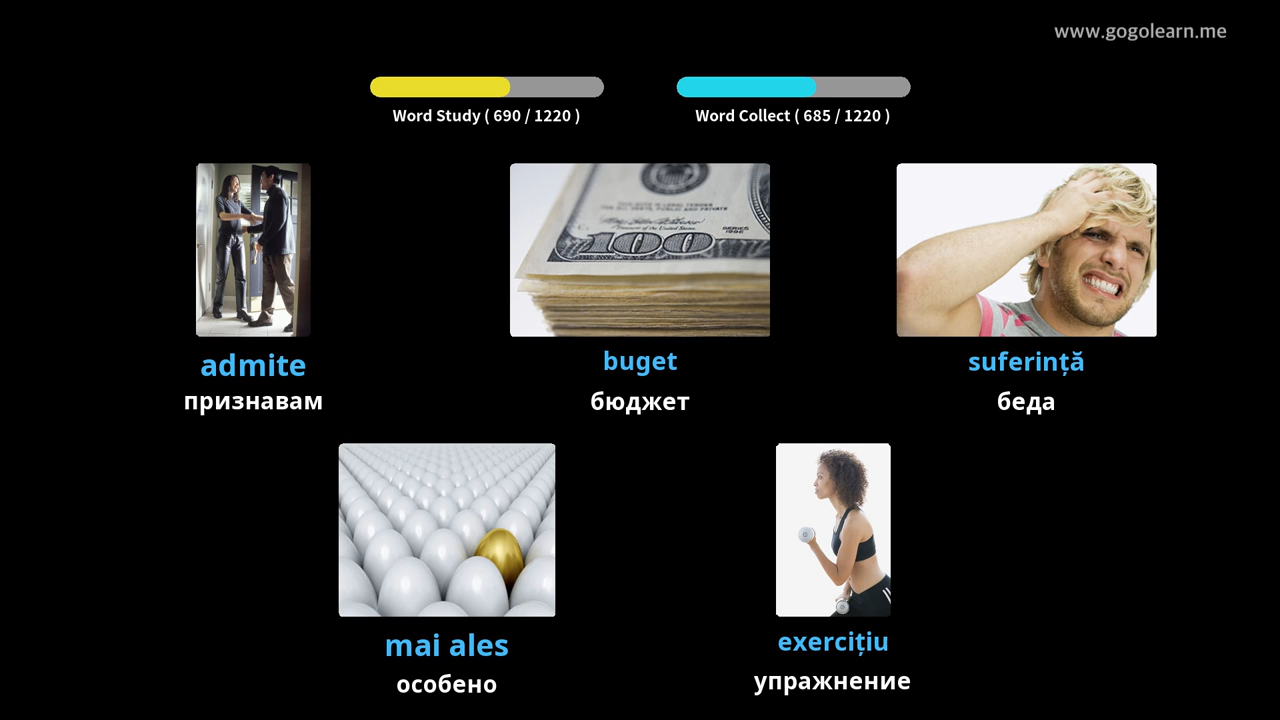 www.gogolearn.me
Word Study ( 690 / 1220 )
Word Collect ( 685 / 1220 )
admite
признавам
buget
бюджет
suferință
беда
mai ales
особено
exercițiu
упражнение